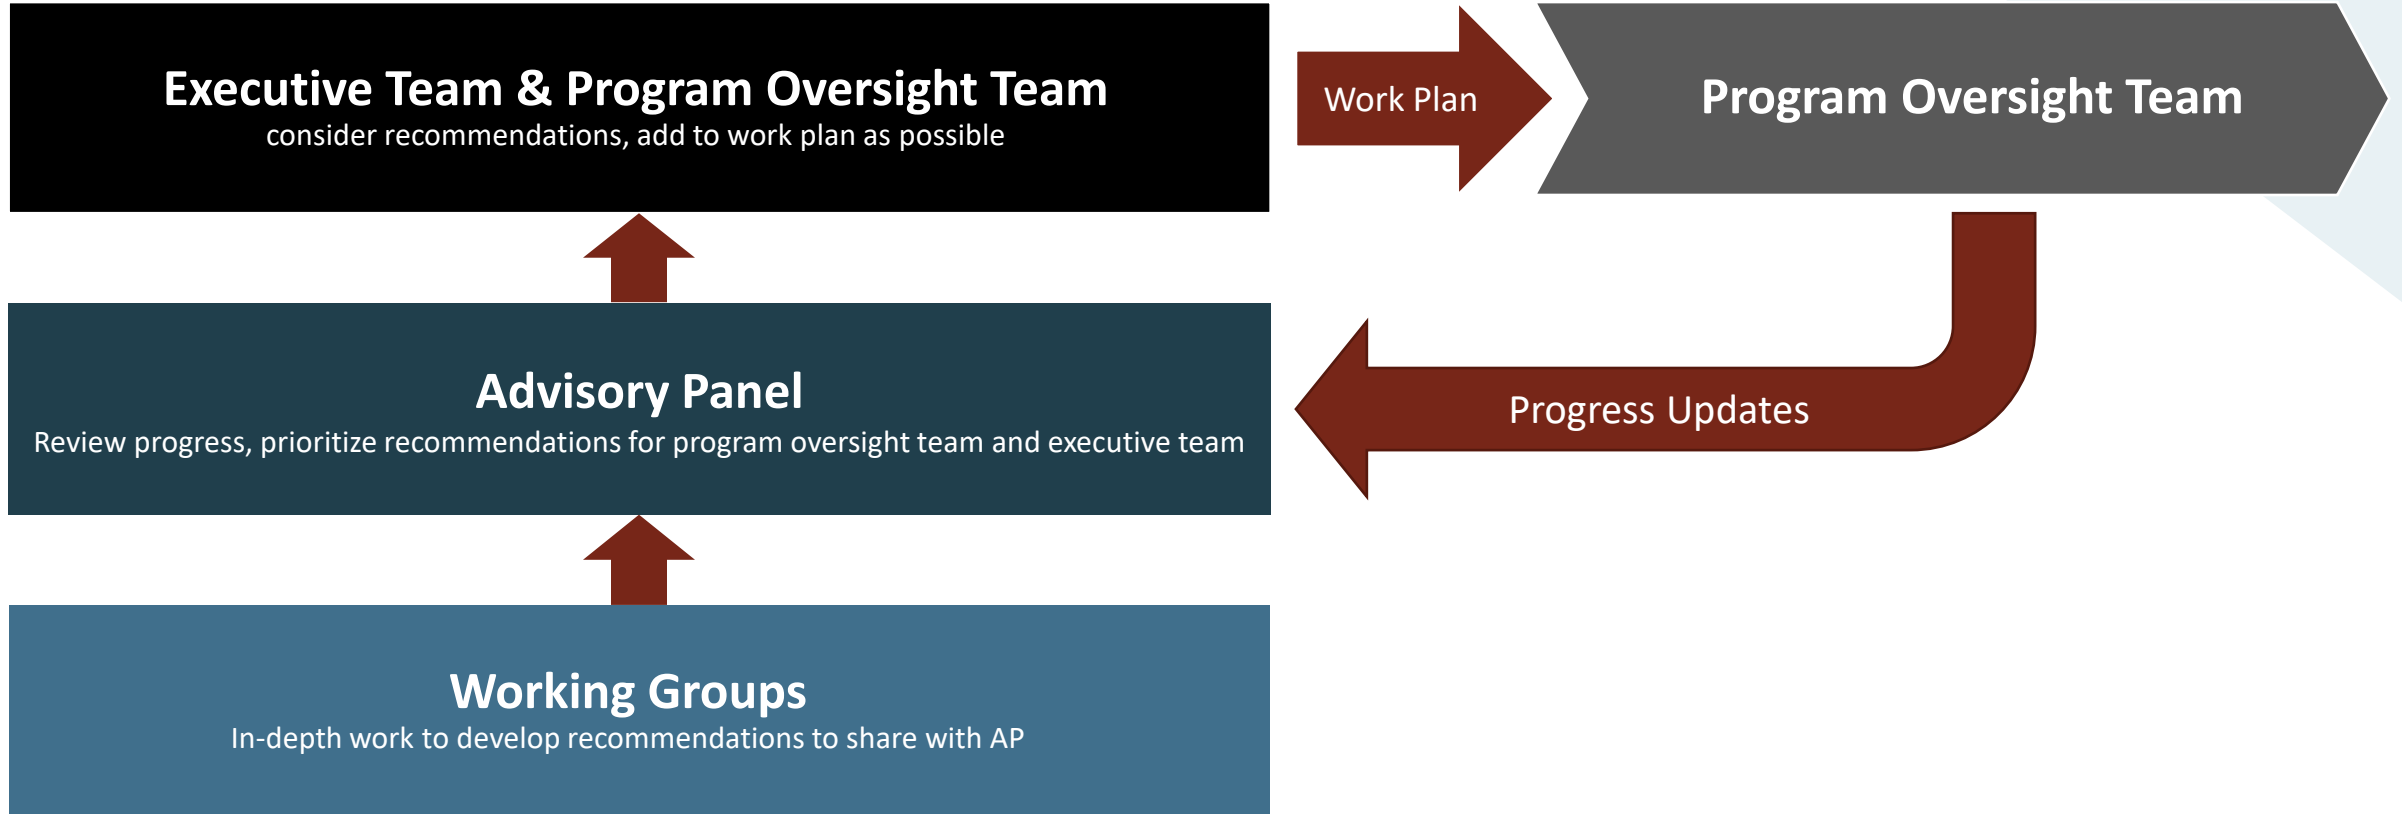 Executive Team & Program Oversight Team
consider recommendations, add to work plan as possible
Work Plan
Program Oversight Team
Advisory Panel
Review progress, prioritize recommendations for program oversight team and executive team
Progress Updates
Working Groups
In-depth work to develop recommendations to share with AP